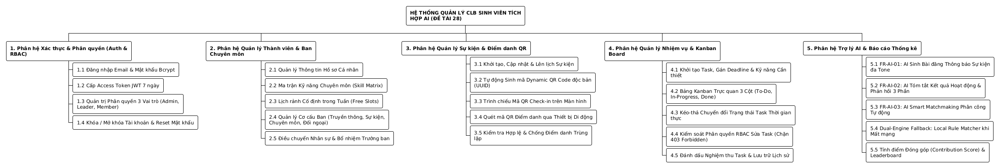 HỆ THỐNG QUẢN LÝ CLB SINH VIÊN TÍCH
HỢP AI (ĐỀ TÀI 28)
1. Phân hệ Xác thực & Phân quyền (Auth &
RBAC)
1.1 Đăng nhập Email & Mật khẩu Bcrypt
1.2 Cấp Access Token JWT 7 ngày
1.3 Quản trị Phân quyền 3 Vai trò (Admin,
Leader, Member)
1.4 Khóa / Mở khóa Tài khoản & Reset Mật khẩu
2. Phân hệ Quản lý Thành viên & Ban
Chuyên môn
2.1 Quản lý Thông tin Hồ sơ Cá nhân
2.2 Ma trận Kỹ năng Chuyên môn (Skill Matrix)
2.3 Lịch rảnh Cố định trong Tuần (Free Slots)
2.4 Quản lý Cơ cấu Ban (Truyền thông, Sự kiện,
Chuyên môn, Đối ngoại)
2.5 Điều chuyển Nhân sự & Bổ nhiệm Trưởng ban
3. Phân hệ Quản lý Sự kiện & Điểm danh QR
3.1 Khởi tạo, Cập nhật & Lên lịch Sự kiện
3.2 Tự động Sinh mã Dynamic QR Code độc bản
(UUID)
3.3 Trình chiếu Mã QR Check-in trên Màn hình
3.4 Quét mã QR Điểm danh qua Thiết bị Di động
3.5 Kiểm tra Hợp lệ & Chống Điểm danh Trùng
lặp
4. Phân hệ Quản lý Nhiệm vụ & Kanban
Board
4.1 Khởi tạo Task, Gán Deadline & Kỹ năng Cần
thiết
4.2 Bảng Kanban Trực quan 3 Cột (To-Do,
In-Progress, Done)
4.3 Kéo-thả Chuyển đổi Trạng thái Task Thời gian
thực
4.4 Kiểm soát Phân quyền RBAC Sửa Task (Chặn
403 Forbidden)
4.5 Đánh dấu Nghiệm thu Task & Lưu trữ Lịch sử
5. Phân hệ Trợ lý AI & Báo cáo Thống kê
5.1 FR-AI-01: AI Sinh Bài đăng Thông báo Sự kiện
đa Tone
5.2 FR-AI-02: AI Tóm tắt Kết quả Hoạt động &
Phản hồi 3 Phần
5.3 FR-AI-03: AI Smart Matchmaking Phân công
Tự động
5.4 Dual-Engine Fallback: Local Rule Matcher khi
Mất mạng
5.5 Tính điểm Đóng góp (Contribution Score) &
Leaderboard